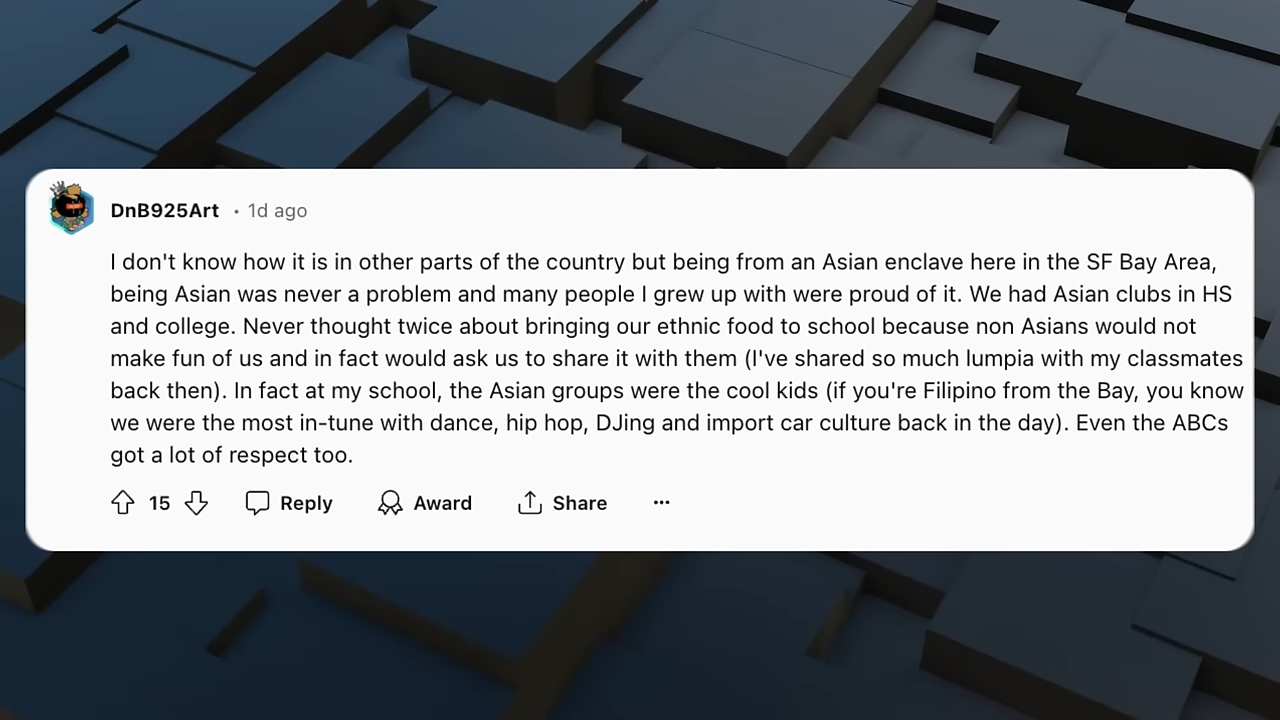 DnB925Art • 1d ago
I don't know how it is in other parts of the country but being from an Asian enclave here in the SF Bay Area,
being Asian was never a problem and many people I grew up with were proud of it. We had Asian clubs in HS
and college. Never thought twice about bringing our ethnic food to school because non Asians would not
make fun of us and in fact would ask us to share it with them (I've shared so much lumpia with my classmates
back then). In fact at my school, the Asian groups were the cool kids (if you're Filipino from the Bay, you know
we were the most in-tune with dance, hip hop, DJing and import car culture back in the day). Even the ABCs
got a lot of respect too.
15 Reply Award Share ...